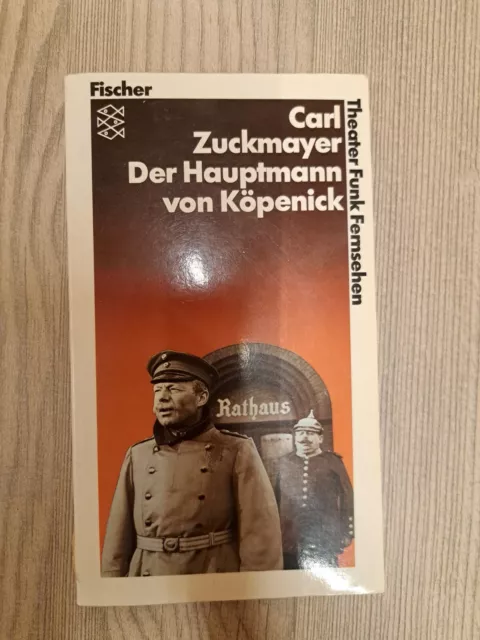 Fischer
Carl
Zuckmayer
Der Hauptmann
von Köpenick
Theater Funk Fernsehen
Rathaus